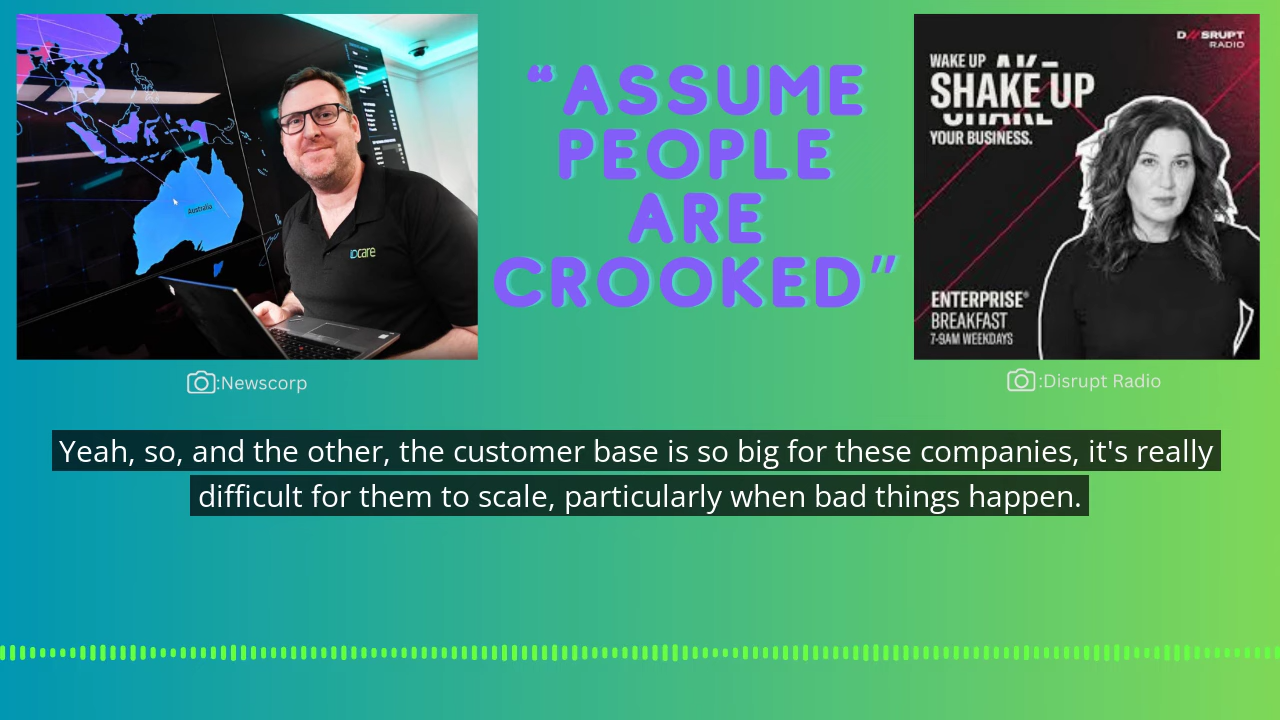 Australia
IDCARE
:Newscorp
“ASSUME
PEOPLE
ARE
CROOKED”
D//SRUPT
RADIO
WAKE UP
SHAKE UP
YOUR BUSINESS.
ENTERPRISE®
BREAKFAST
7-9AM WEEKDAYS
:Disrupt Radio
Yeah, so, and the other, the customer base is so big for these companies, it's really
difficult for them to scale, particularly when bad things happen.